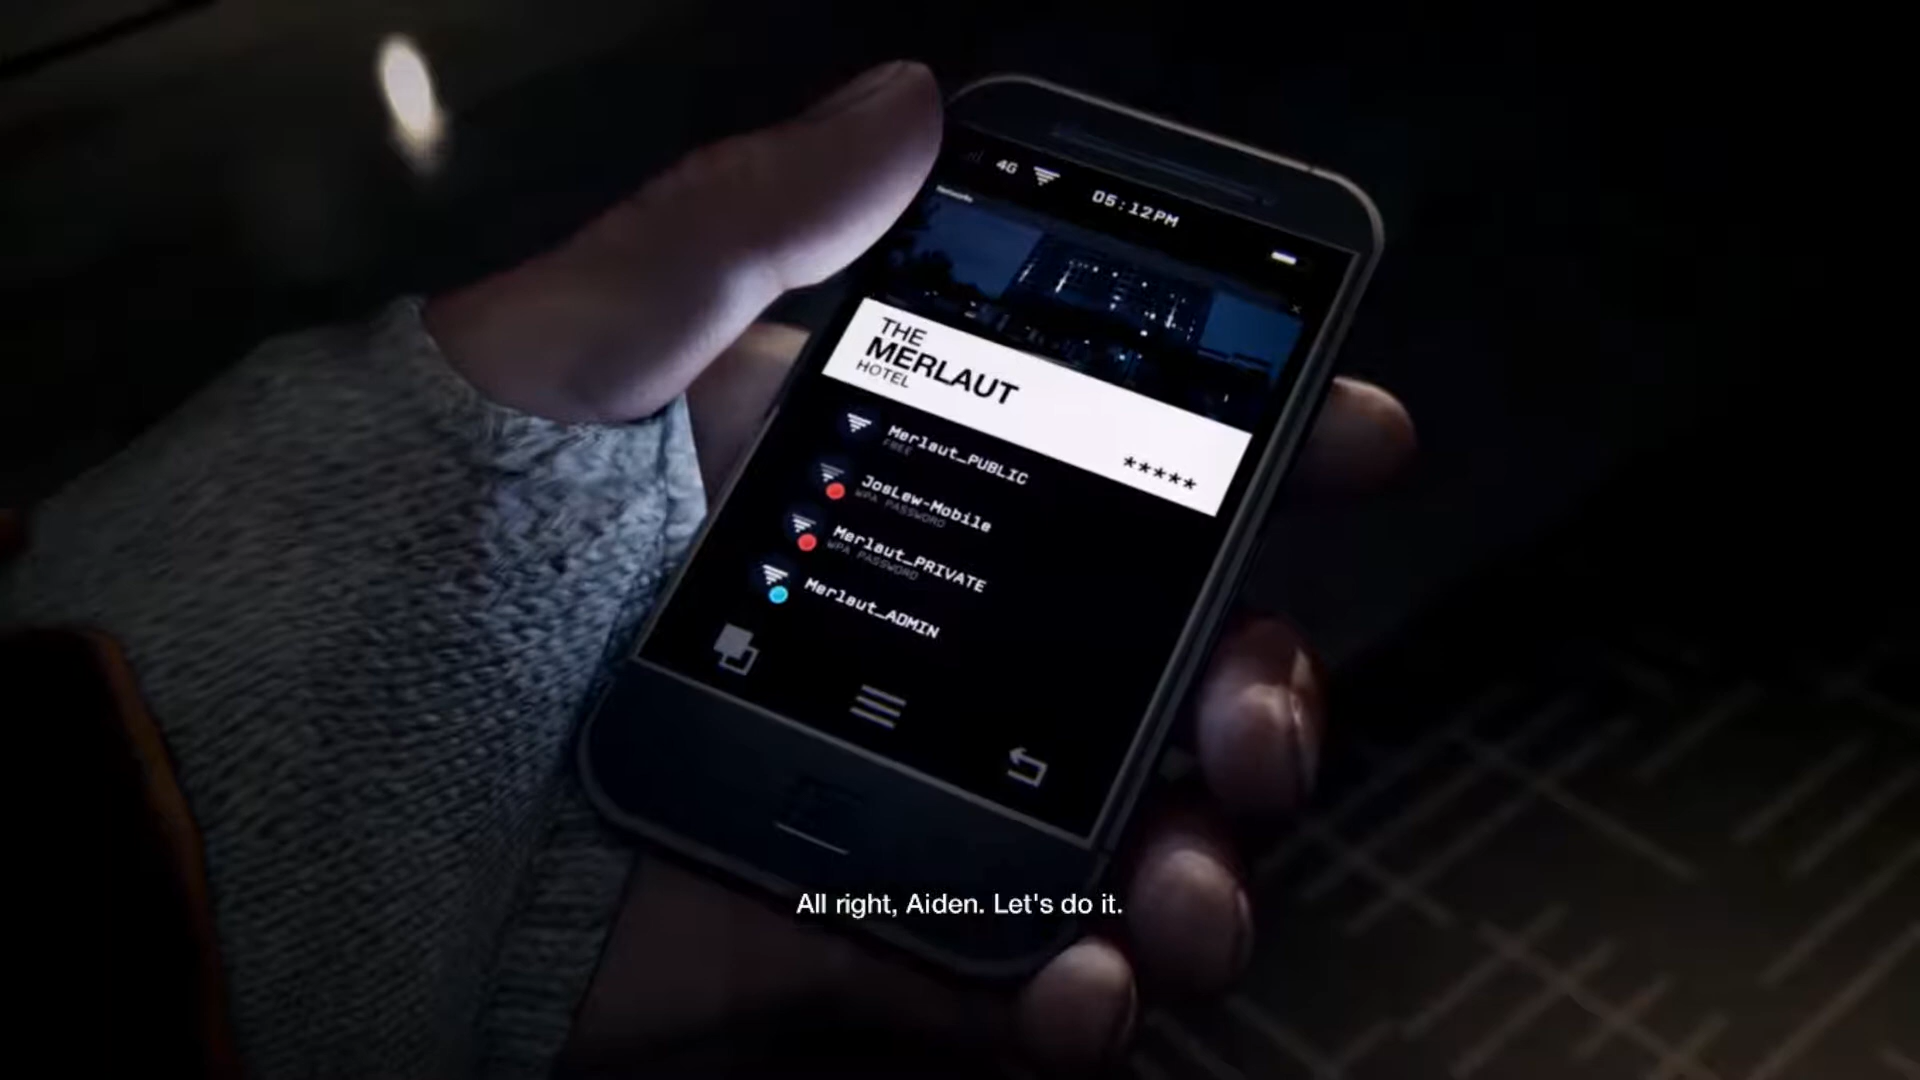 4G 05:12PM
Networks
THE
MERLAUT
HOTEL
*****
Merlaut_PUBLIC
FREE
JosLew-Mobile
WPA PASSWORD
Merlaut_PRIVATE
WPA PASSWORD
Merlaut_ADMIN
All right, Aiden. Let's do it.